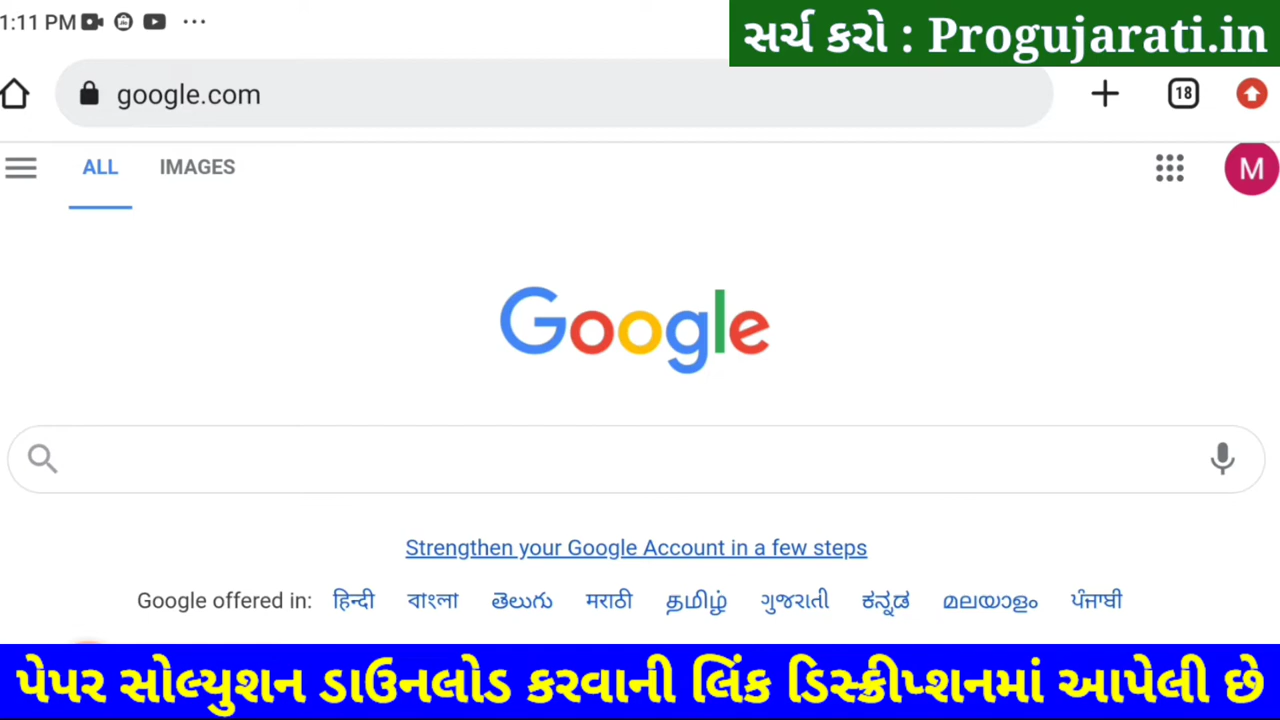 1:11 PM
સર્ચ કરો : Progujarati.in
google.com
18
ALL IMAGES
M
Google
Strengthen your Google Account in a few steps
Google offered in: हिन्दी বাংলা తెలుగు मराठी தமிழ் ગુજરાતી ಕನ್ನಡ മലയാളം ਪੰਜਾਬੀ
પેપર સોલ્યુશન ડાઉનલોડ કરવાની લિંક ડિસ્ક્રીપ્શનમાં આપેલી છે